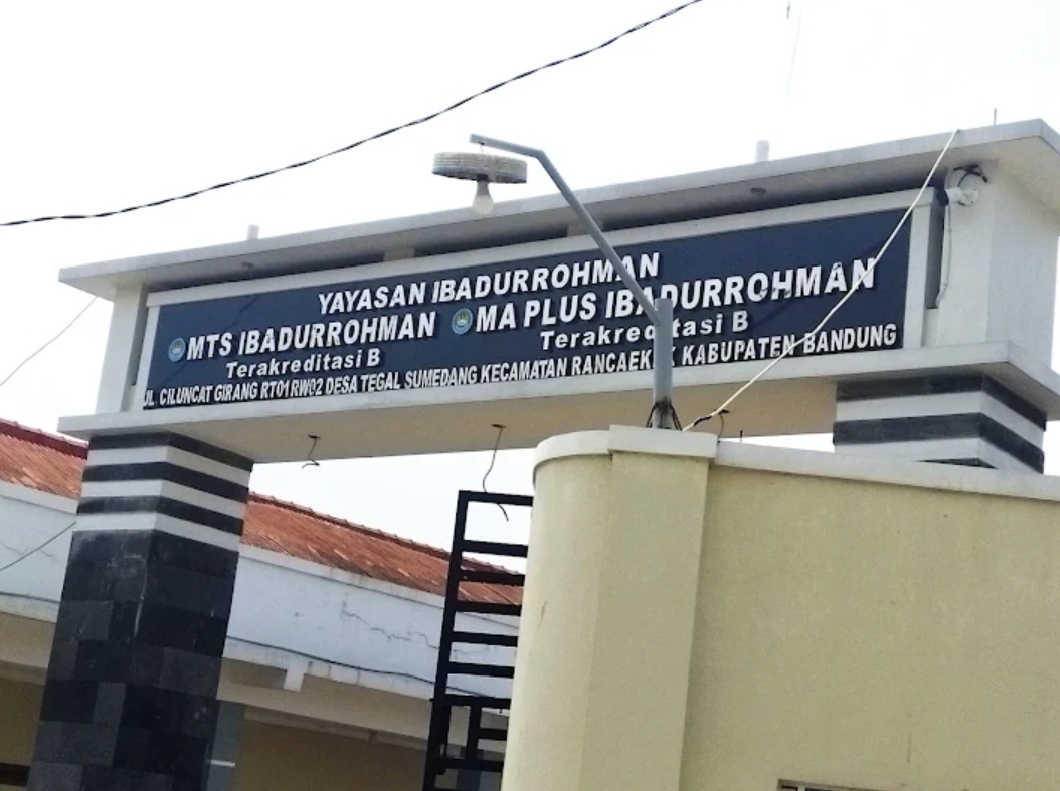 YAYASAN IBADURROHMAN
MTS IBADURROHMAN MA PLUS IBADURROHMAN
Terakreditasi B Terakreditasi B
JL. CILUNCAT GIRANG RT01 RW02 DESA TEGAL SUMEDANG KECAMATAN RANCAEKEK KABUPATEN BANDUNG